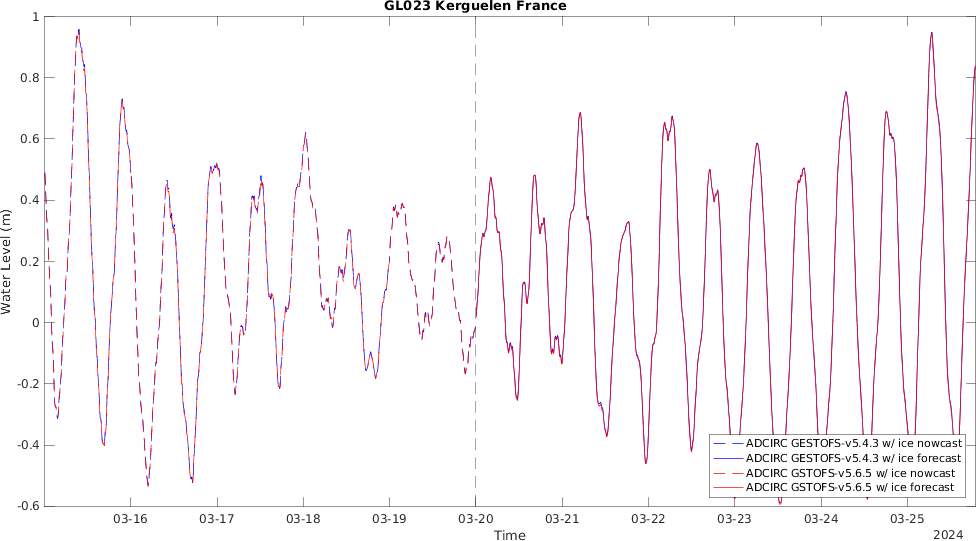 GL023 Kerguelen France
1
0.8
0.6
0.4
0.2
0
-0.2
-0.4
-0.6
Water Level (m)
ADCIRC GESTOFS-v5.4.3 w/ ice nowcast
ADCIRC GESTOFS-v5.4.3 w/ ice forecast
ADCIRC GSTOFS-v5.6.5 w/ ice nowcast
ADCIRC GSTOFS-v5.6.5 w/ ice forecast
03-16 03-17 03-18 03-19 03-20 03-21 03-22 03-23 03-24 03-25
Time
2024